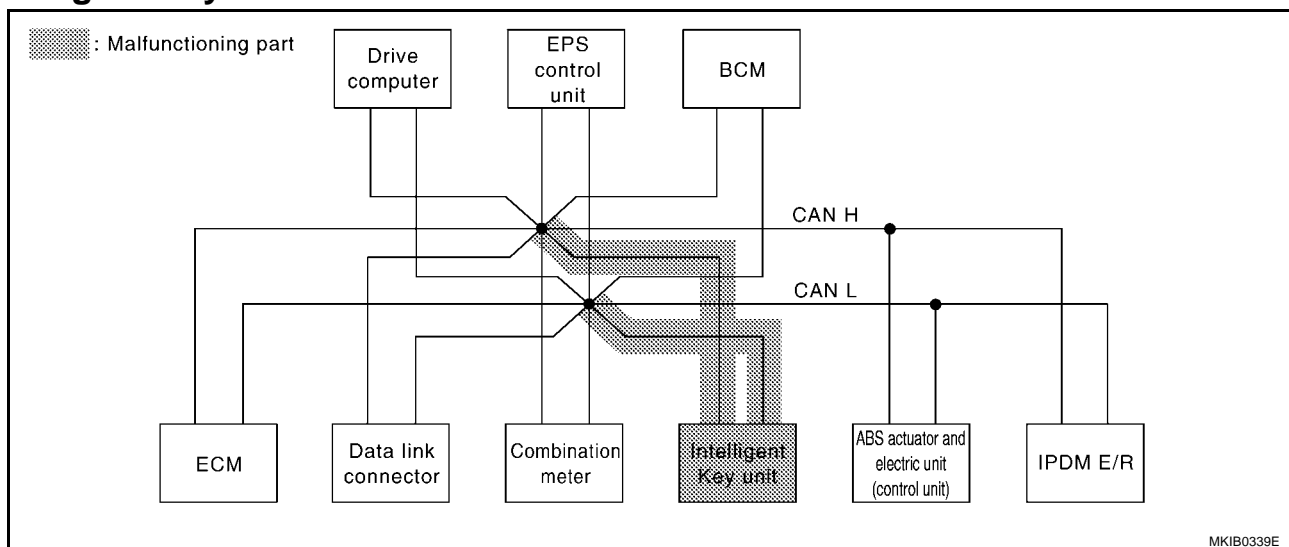 : Malfunctioning part
Drive
computer
EPS
control
unit
BCM
CAN H
CAN L
ECM
Data link
connector
Combination
meter
Intelligent
Key unit
ABS actuator and
electric unit
(control unit)
IPDM E/R
MKIB0339E